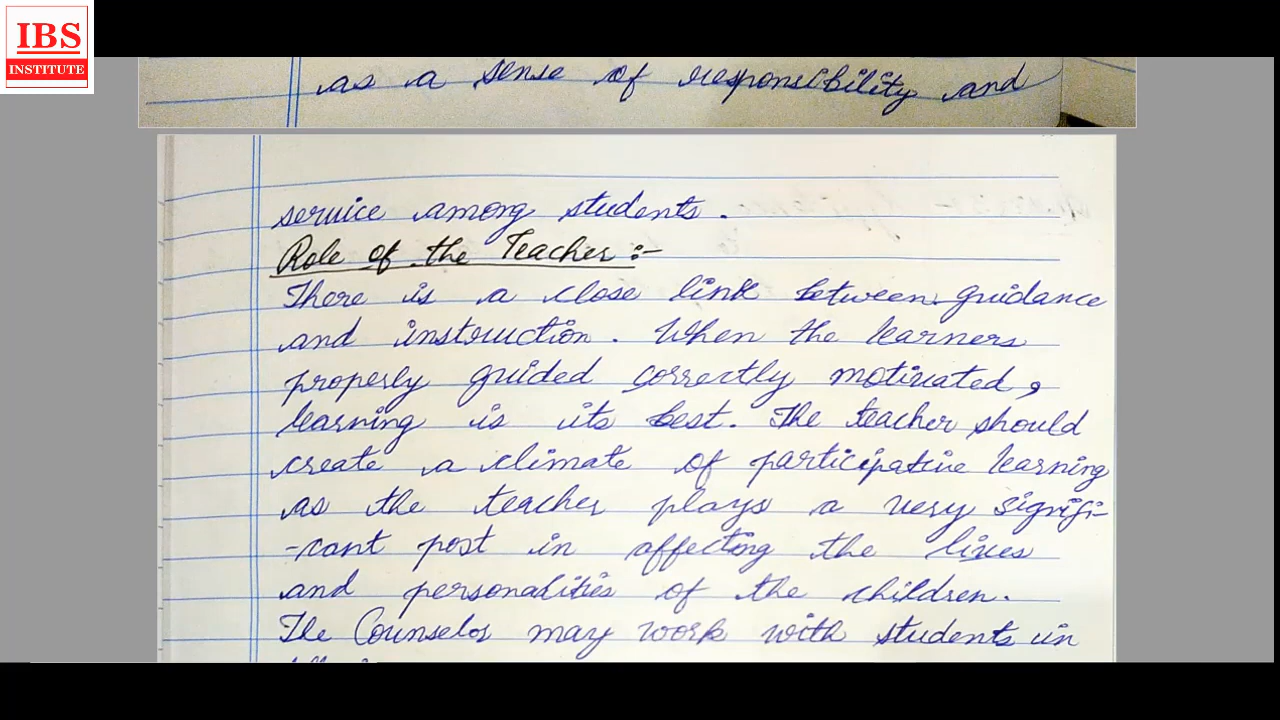 IBS
INSTITUTE
as a sense of responsibility and
service among students.
Role of the Teacher :-
There is a close link between guidance
and instruction. When the learners
properly guided correctly motivated,
learning is its best. The teacher should
create a climate of participative learning
as the teacher plays a very signifi-
-cant post in affecting the lives
and personalities of the children.
The Counselor may work with students in